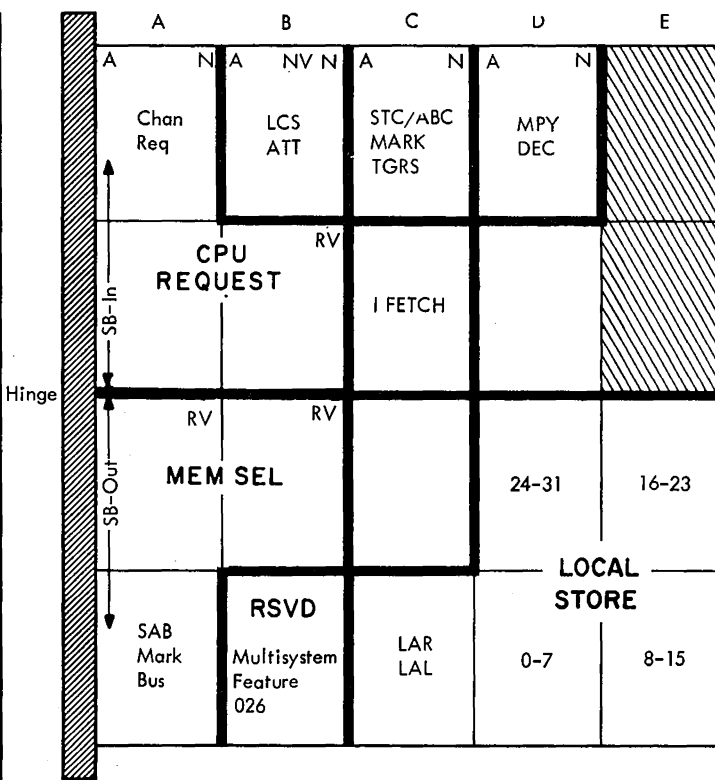 A B C D E
A N A NV N A N A N
Chan
Req
LCS
ATT
STC/ABC
MARK
TGRS
MPY
DEC
RV
CPU
REQUEST
I FETCH
SB-In
Hinge
RV RV
MEM SEL
24-31
16-23
SB-Out
LOCAL
STORE
SAB
Mark
Bus
RSVD
Multisystem
Feature
026
LAR
LAL
0-7
8-15